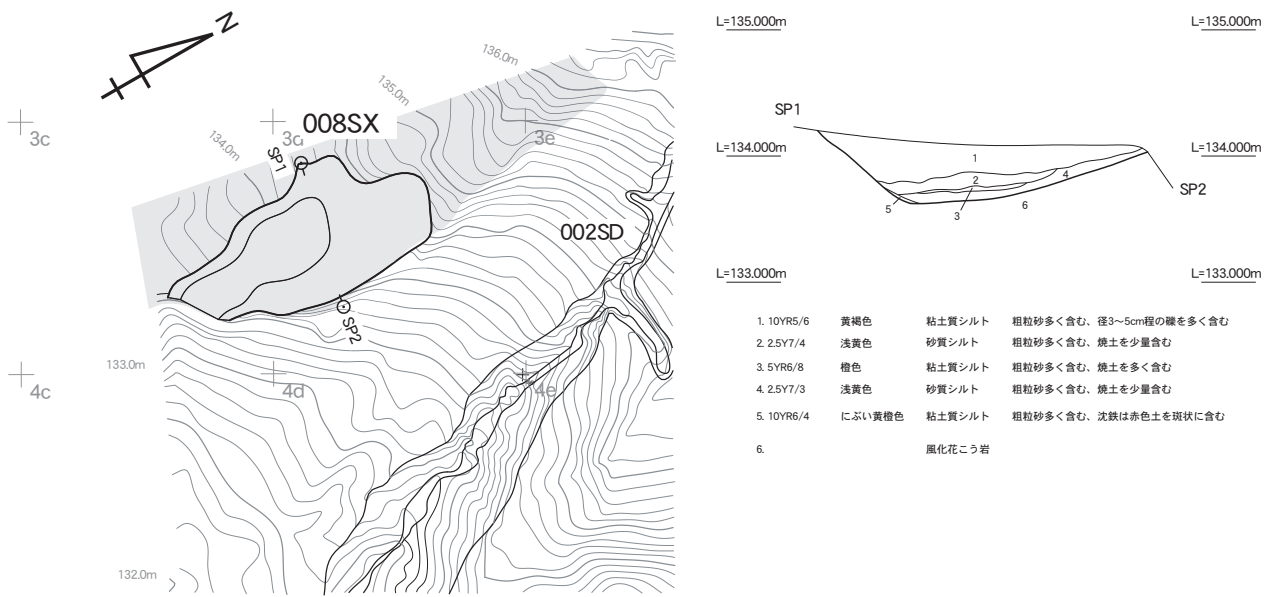 N
136.0m
135.0m
134.0m
3c
3d
008SX
3e
SP1
002SD
SP2
133.0m
4c
4d
4e
132.0m
L=135.000m
L=135.000m
SP1
L=134.000m
L=134.000m
1
2
4
SP2
5
3
6
L=133.000m
L=133.000m
1. 10YR5/6 黄褐色 粘土質シルト 粗粒砂多く含む、径3〜5cm程の礫を多く含む
2. 2.5Y7/4 浅黄色 砂質シルト 粗粒砂多く含む、焼土を少量含む
3. 5YR6/8 橙色 粘土質シルト 粗粒砂多く含む、焼土を多く含む
4. 2.5Y7/3 浅黄色 砂質シルト 粗粒砂多く含む、焼土を少量含む
5. 10YR6/4 にぶい黄橙色 粘土質シルト 粗粒砂多く含む、沈鉄は赤色土を斑状に含む
6. 風化花こう岩